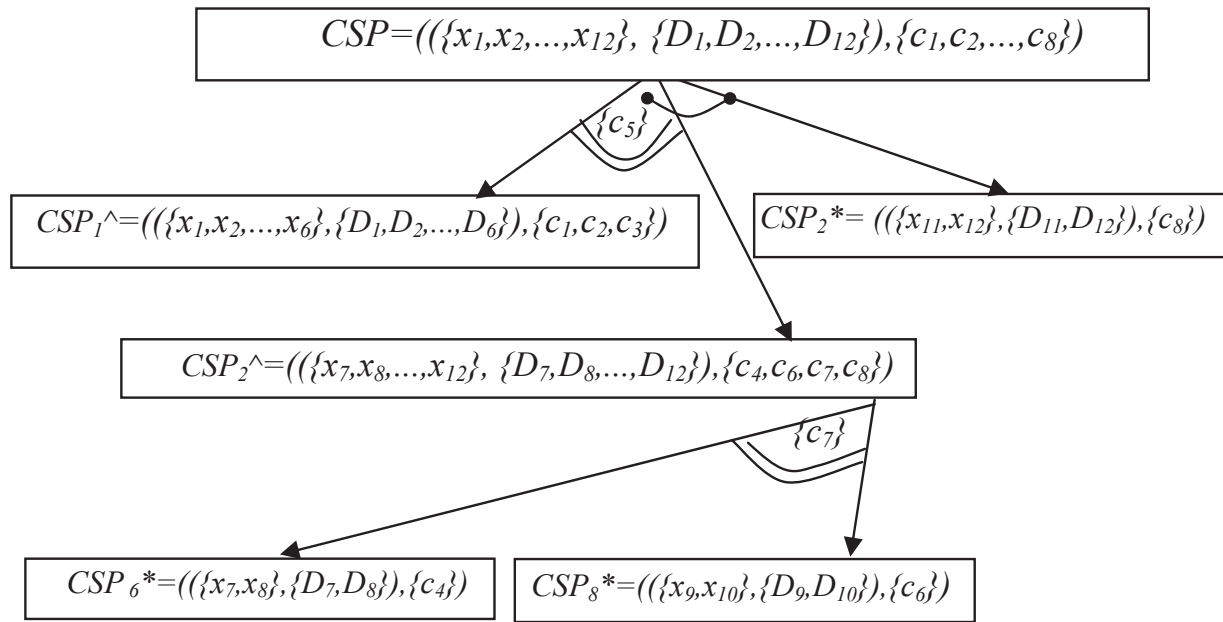 CSP=(({x1,x2,...,x12}, {D1,D2,...,D12}),{c1,c2,...,c8})
{c5}
CSP1^=(({x1,x2,...,x6},{D1,D2,...,D6}),{c1,c2,c3})
CSP2*= (({x11,x12},{D11,D12}),{c8})
CSP2^=(({x7,x8,...,x12}, {D7,D8,...,D12}),{c4,c6,c7,c8})
{c7}
CSP6*=(({x7,x8},{D7,D8}),{c4})
CSP8*=(({x9,x10},{D9,D10}),{c6})